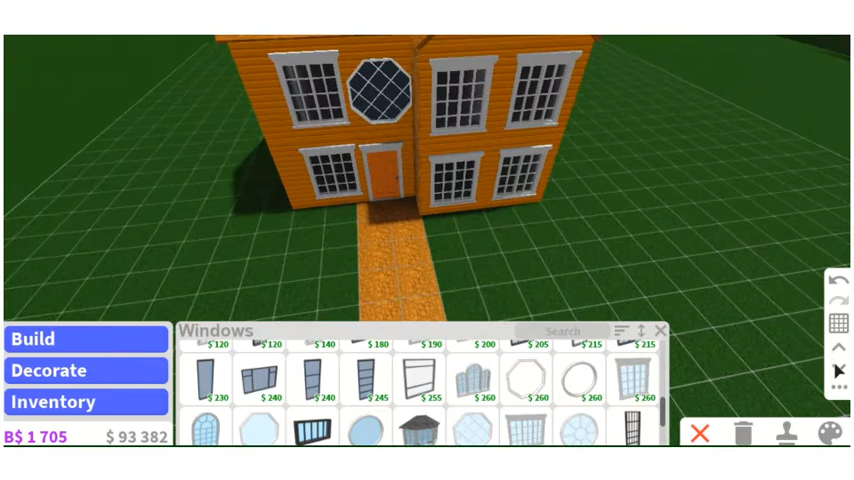 Windows
Search
$120 $120 $140 $180 $190 $200 $205 $215 $215
Build
$230 $240 $240 $245 $255 $260 $260 $260 $260
Decorate
Inventory
B$ 1 705 $ 93 382